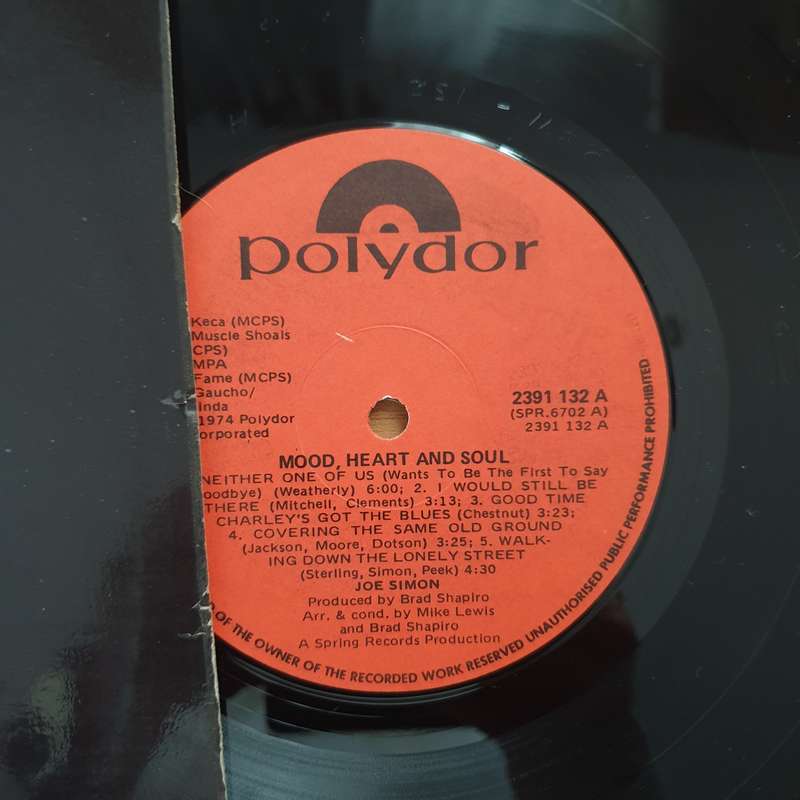 polydor
Keca (MCPS)
Muscle Shoals
CPS)
MPA
Fame (MCPS)
Gaucho/
inda
1974 Polydor
orporated
2391 132 A
(SPR.6702 A)
2391 132 A
MOOD, HEART AND SOUL
NEITHER ONE OF US (Wants To Be The First To Say
oodbye) (Weatherly) 6:00; 2. I WOULD STILL BE
THERE (Mitchell, Clements) 3:13; 3. GOOD TIME
CHARLEY'S GOT THE BLUES (Chestnut) 3:23;
4. COVERING THE SAME OLD GROUND
(Jackson, Moore, Dotson) 3:25; 5. WALK-
ING DOWN THE LONELY STREET
(Sterling, Simon, Peek) 4:30
JOE SIMON
Produced by Brad Shapiro
Arr. & cond. by Mike Lewis
and Brad Shapiro
A Spring Records Production
OF THE OWNER OF THE RECORDED WORK RESERVED UNAUTHORISED PUBLIC PERFORMANCE PROHIBITED